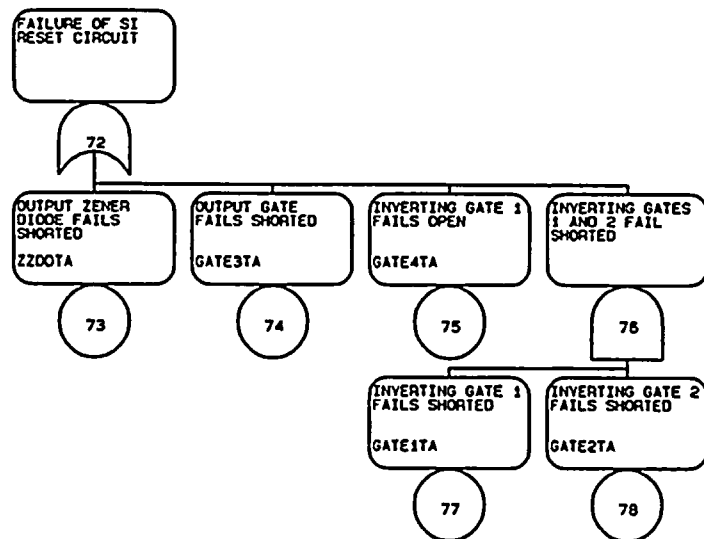 FAILURE OF SI
RESET CIRCUIT
72
OUTPUT ZENER
DIODE FAILS
SHORTED
ZZDOTA
73
OUTPUT GATE
FAILS SHORTED
GATE3TA
74
INVERTING GATE 1
FAILS OPEN
GATE4TA
75
INVERTING GATES
1 AND 2 FAIL
SHORTED
76
INVERTING GATE 1
FAILS SHORTED
GATE1TA
77
INVERTING GATE 2
FAILS SHORTED
GATE2TA
78